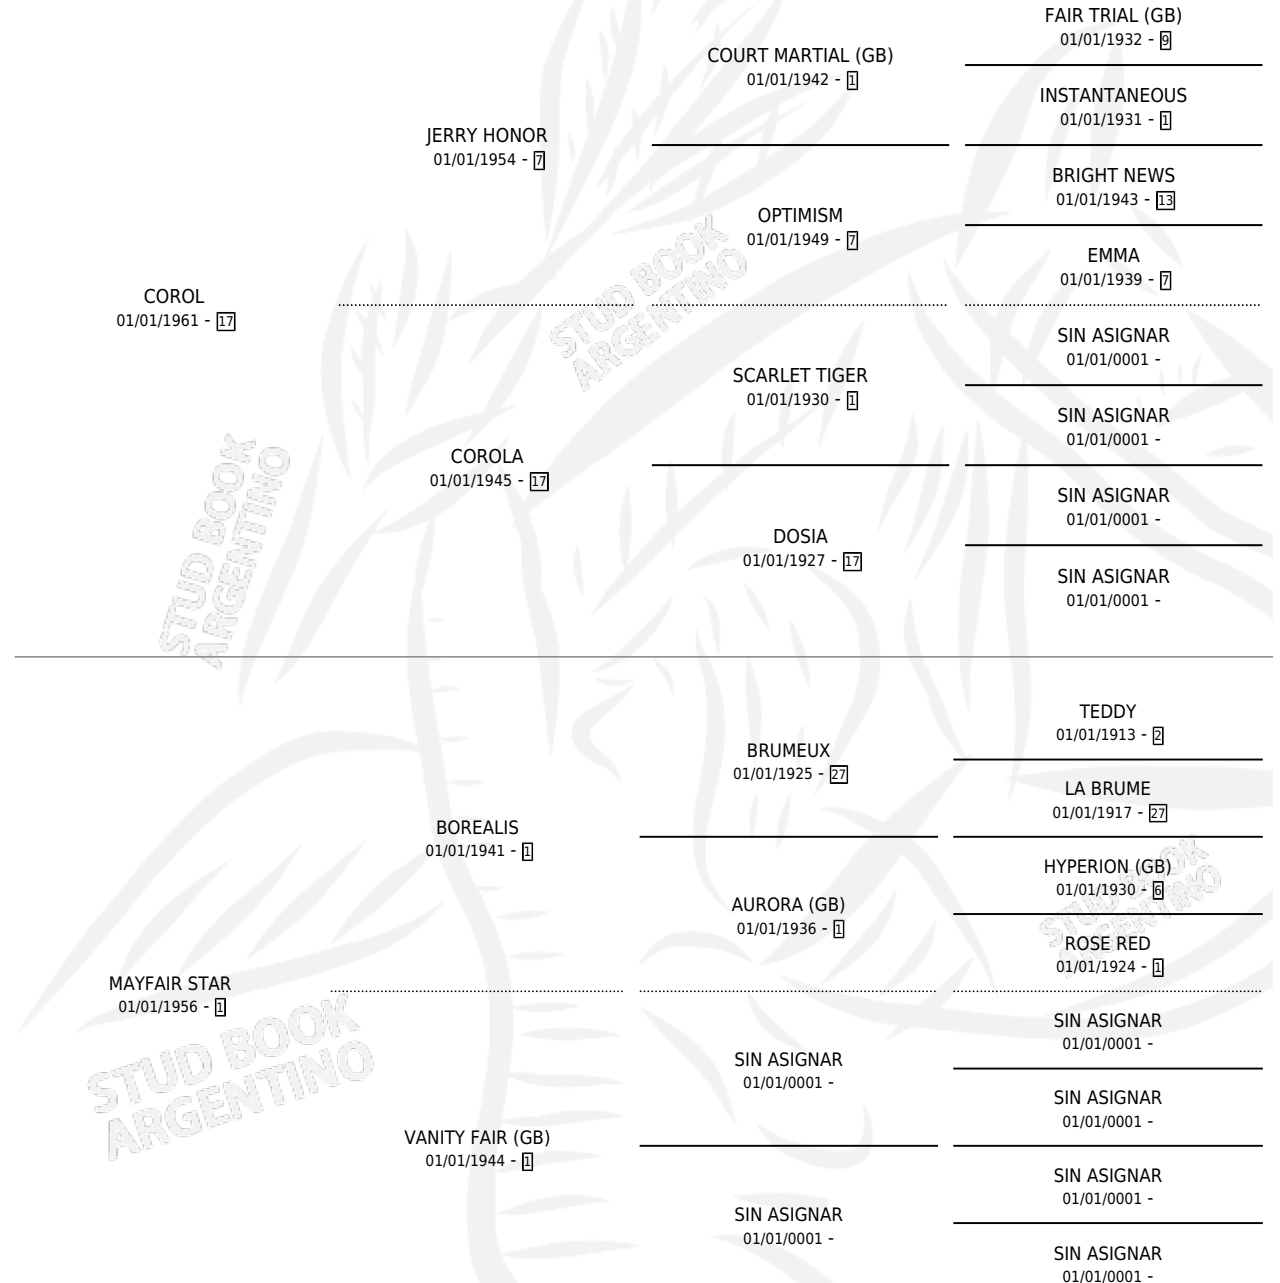 FAIR TRIAL (GB)
01/01/1932 - 9
COURT MARTIAL (GB)
01/01/1942 - 1
INSTANTANEOUS
01/01/1931 - 1
JERRY HONOR
01/01/1954 - 7
BRIGHT NEWS
01/01/1943 - 13
OPTIMISM
01/01/1949 - 7
EMMA
01/01/1939 - 7
COROL
01/01/1961 - 17
SIN ASIGNAR
01/01/0001 -
SCARLET TIGER
01/01/1930 - 1
SIN ASIGNAR
01/01/0001 -
COROLA
01/01/1945 - 17
SIN ASIGNAR
01/01/0001 -
DOSIA
01/01/1927 - 17
SIN ASIGNAR
01/01/0001 -
STUD BOOK
ARGENTINO
STUD BOOK
ARGENTINO
TEDDY
01/01/1913 - 2
BRUMEUX
01/01/1925 - 27
LA BRUME
01/01/1917 - 27
BOREALIS
01/01/1941 - 1
HYPERION (GB)
01/01/1930 - 6
AURORA (GB)
01/01/1936 - 1
ROSE RED
01/01/1924 - 1
MAYFAIR STAR
01/01/1956 - 1
SIN ASIGNAR
01/01/0001 -
SIN ASIGNAR
01/01/0001 -
SIN ASIGNAR
01/01/0001 -
VANITY FAIR (GB)
01/01/1944 - 1
SIN ASIGNAR
01/01/0001 -
SIN ASIGNAR
01/01/0001 -
SIN ASIGNAR
01/01/0001 -
STUD BOOK
ARGENTINO
STUD BOOK
ARGENTINO